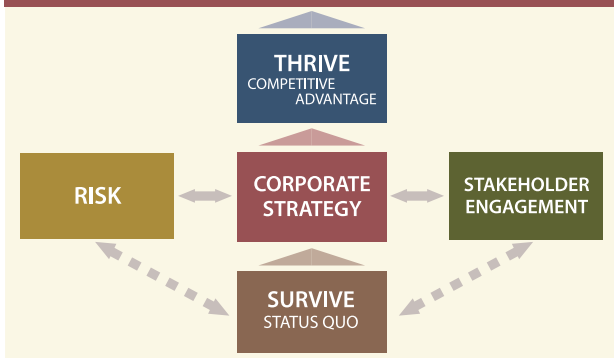 THRIVE
COMPETITIVE
ADVANTAGE
RISK
CORPORATE
STRATEGY
STAKEHOLDER
ENGAGEMENT
SURVIVE
STATUS QUO